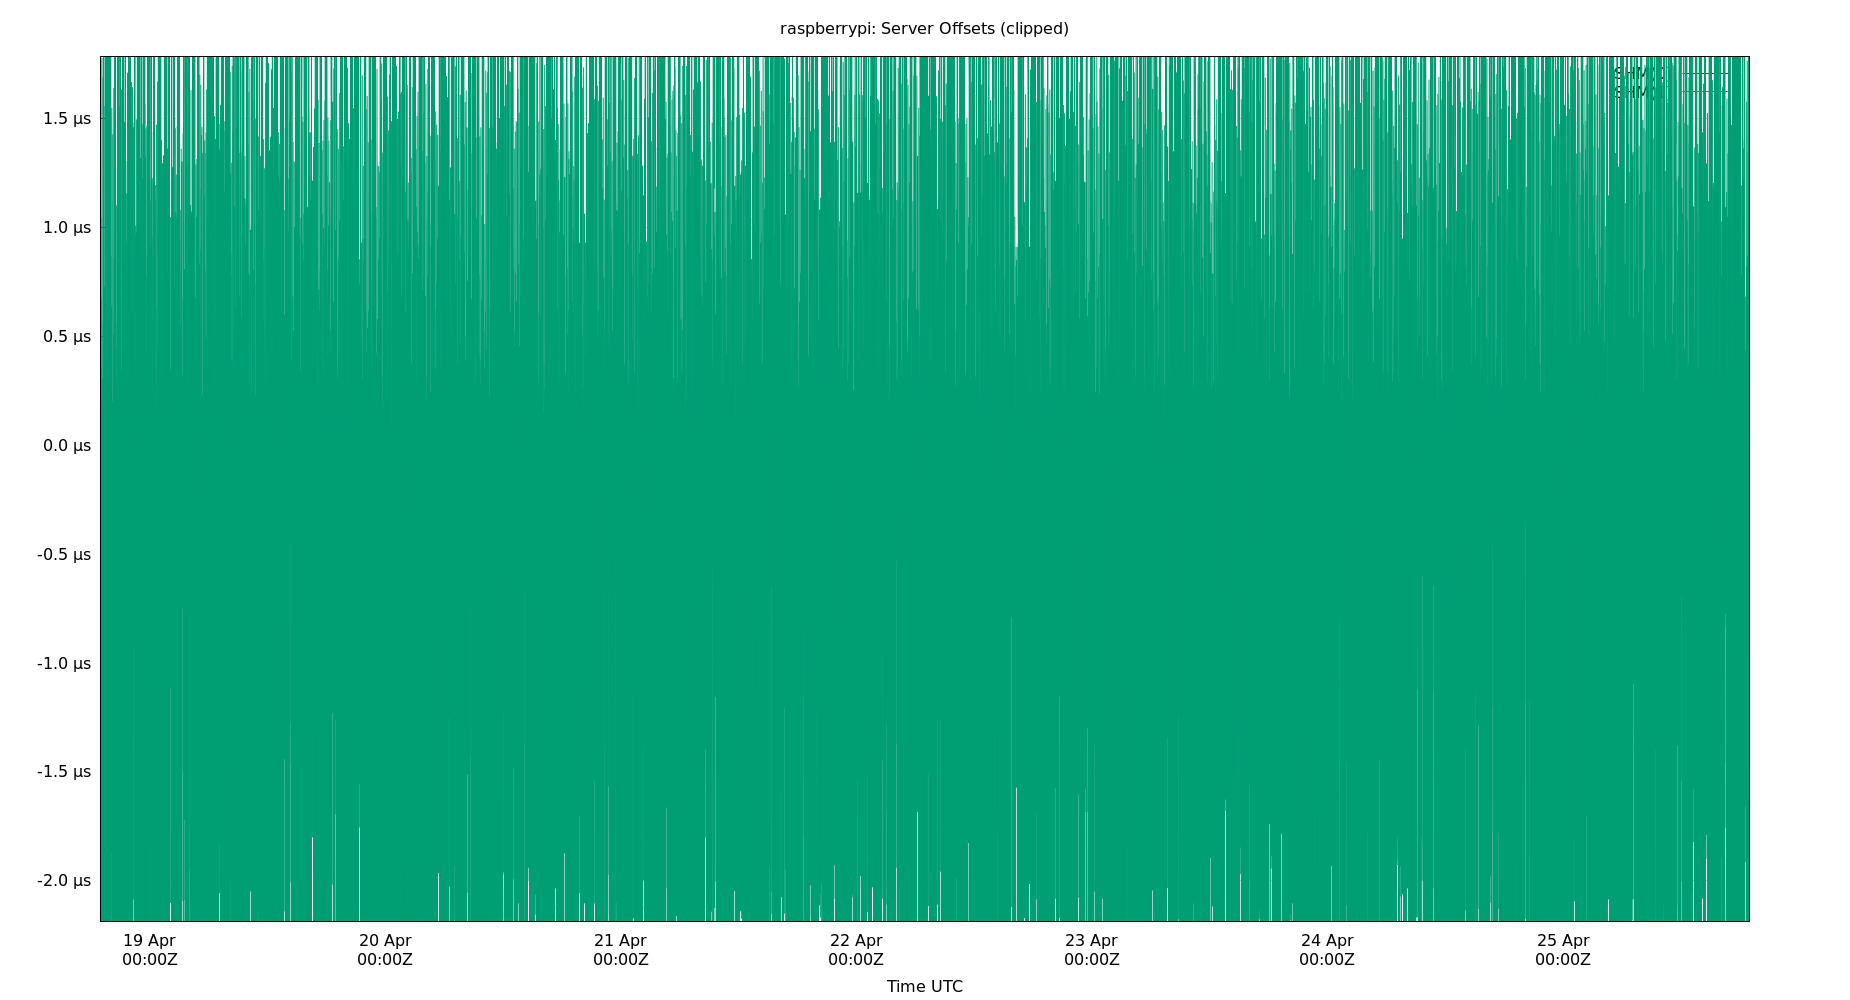 raspberrypi: Server Offsets (clipped)
1.5 µs
1.0 µs
0.5 µs
0.0 µs
-0.5 µs
-1.0 µs
-1.5 µs
-2.0 µs
19 Apr
00:00Z
20 Apr
00:00Z
21 Apr
00:00Z
22 Apr
00:00Z
23 Apr
00:00Z
24 Apr
00:00Z
25 Apr
00:00Z
Time UTC